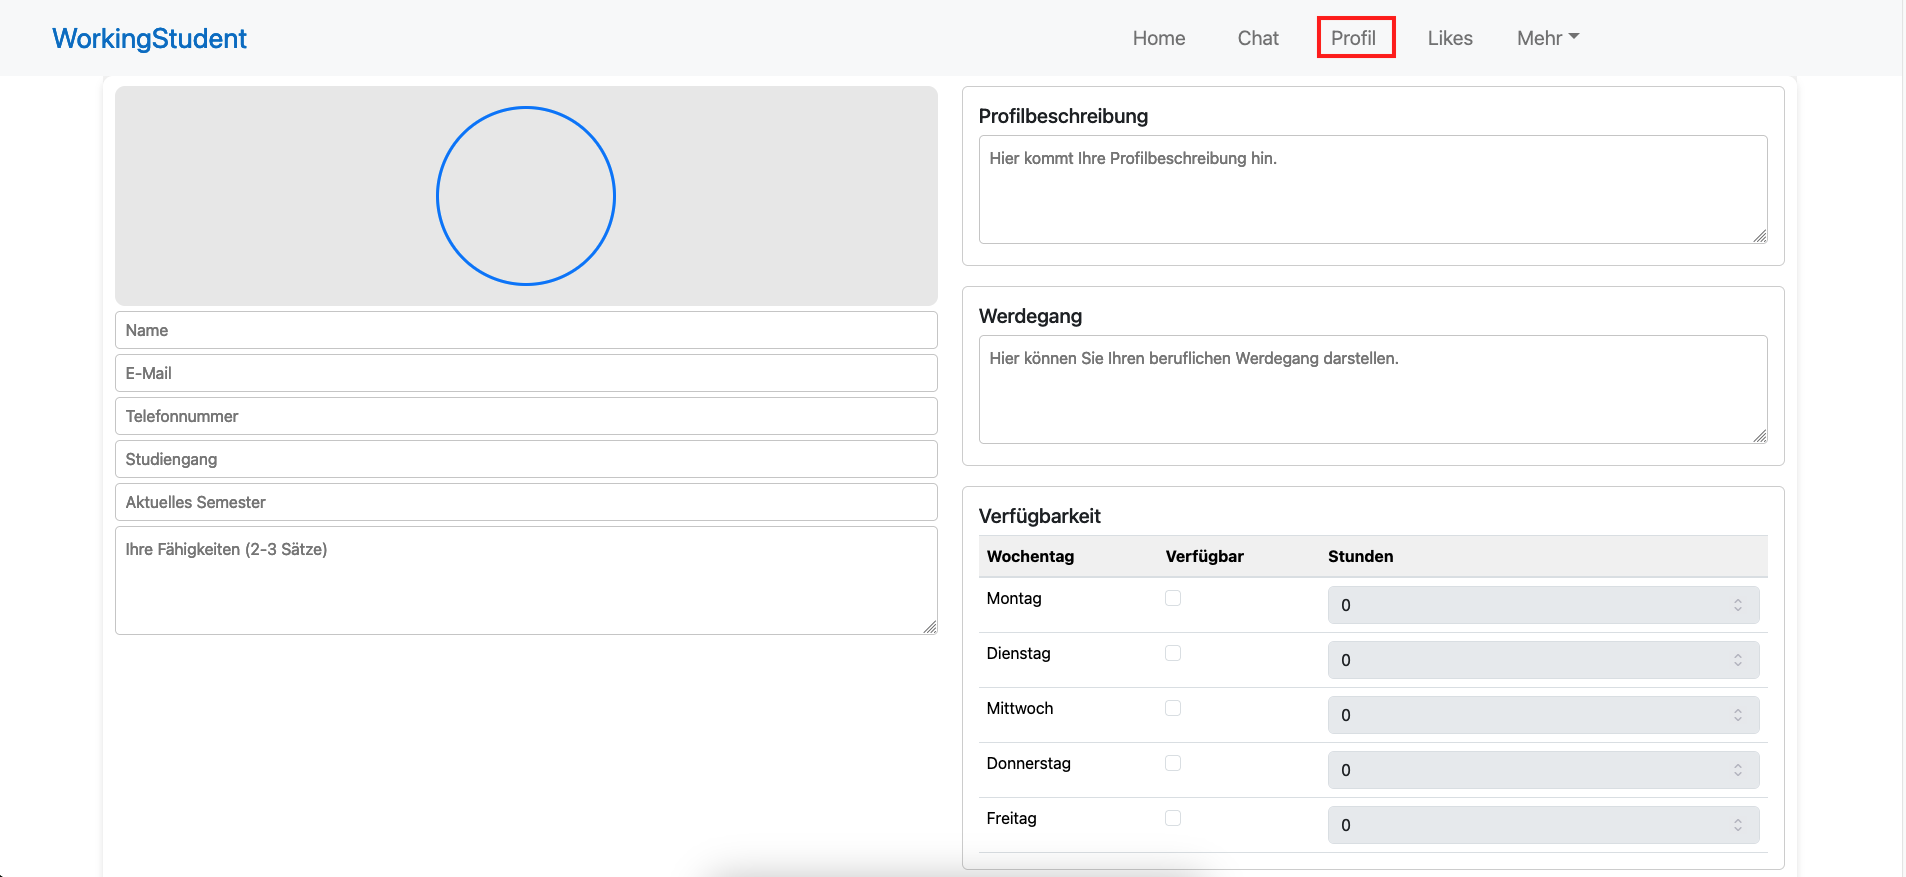 WorkingStudent
Home Chat Profil Likes Mehr
Name
E-Mail
Telefonnummer
Studiengang
Aktuelles Semester
Ihre Fähigkeiten (2-3 Sätze)
Profilbeschreibung
Hier kommt Ihre Profilbeschreibung hin.
Werdegang
Hier können Sie Ihren beruflichen Werdegang darstellen.
Verfügbarkeit
Wochentag Verfügbar Stunden
Montag 0
Dienstag 0
Mittwoch 0
Donnerstag 0
Freitag 0